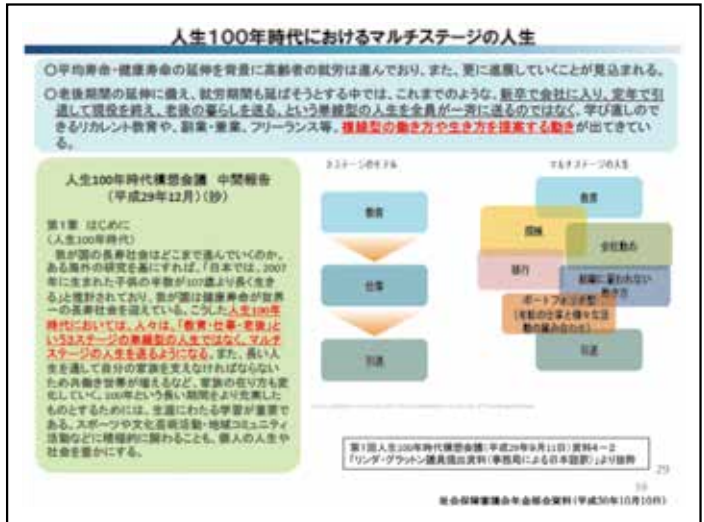 人生100年時代におけるマルチステージの人生
○平均寿命・健康寿命の延伸を背景に高齢者の就労は進んでおり、また、更に進展していくことが見込まれる。
○老後期間の延伸に備え、就労期間も延ばそうとする中では、これまでのような、新卒で会社に入り、定年で引
退して現役を終え、老後の暮らしを送る、という単線型の人生を全員が一斉に送るのではなく、学び直しので
きるリカレント教育や、副業・兼業、フリーランス等、複線型の働き方や生き方を提案する動きが出てきてい
る。
人生100年時代構想会議 中間報告
(平成29年12月)(抄)
第1章 はじめに
(人生100年時代)
我が国の長寿社会はどこまで進んでいくのか。
ある海外の研究を基にすれば、「日本では、2007
年に生まれた子供の半数が107歳より長く生き
る」と推計されており、我が国は健康寿命が世界
一の長寿社会を迎えている。こうした人生100年
時代においては、人々は、「教育・仕事・老後」と
いう3ステージの単線型の人生ではなく、マルチ
ステージの人生を送るようになる。また、長い人
生を通して自分の家族を支えなければならない
ため共働き世帯が増えるなど、家族の在り方も変
化していく。100年という長い期間をより充実した
ものとするためには、生涯にわたる学習が重要で
ある。スポーツや文化芸術活動・地域コミュニティ
活動などに積極的に関わることも、個人の人生や
社会を豊かにする。
3ステージのモデル
教育
仕事
引退
マルチステージの人生
教育
探検
会社勤め
移行
組織に雇われない
働き方
ポートフォリオ型
(有給の仕事と様々な活
動の組み合わせ)
引退
第1回人生100年時代構想会議(平成29年9月11日)資料4-2
「リンダ・グラットン議員提出資料(事務局による日本語訳)」より抜粋
29
社会保障審議会年金部会資料(平成30年10月10日)